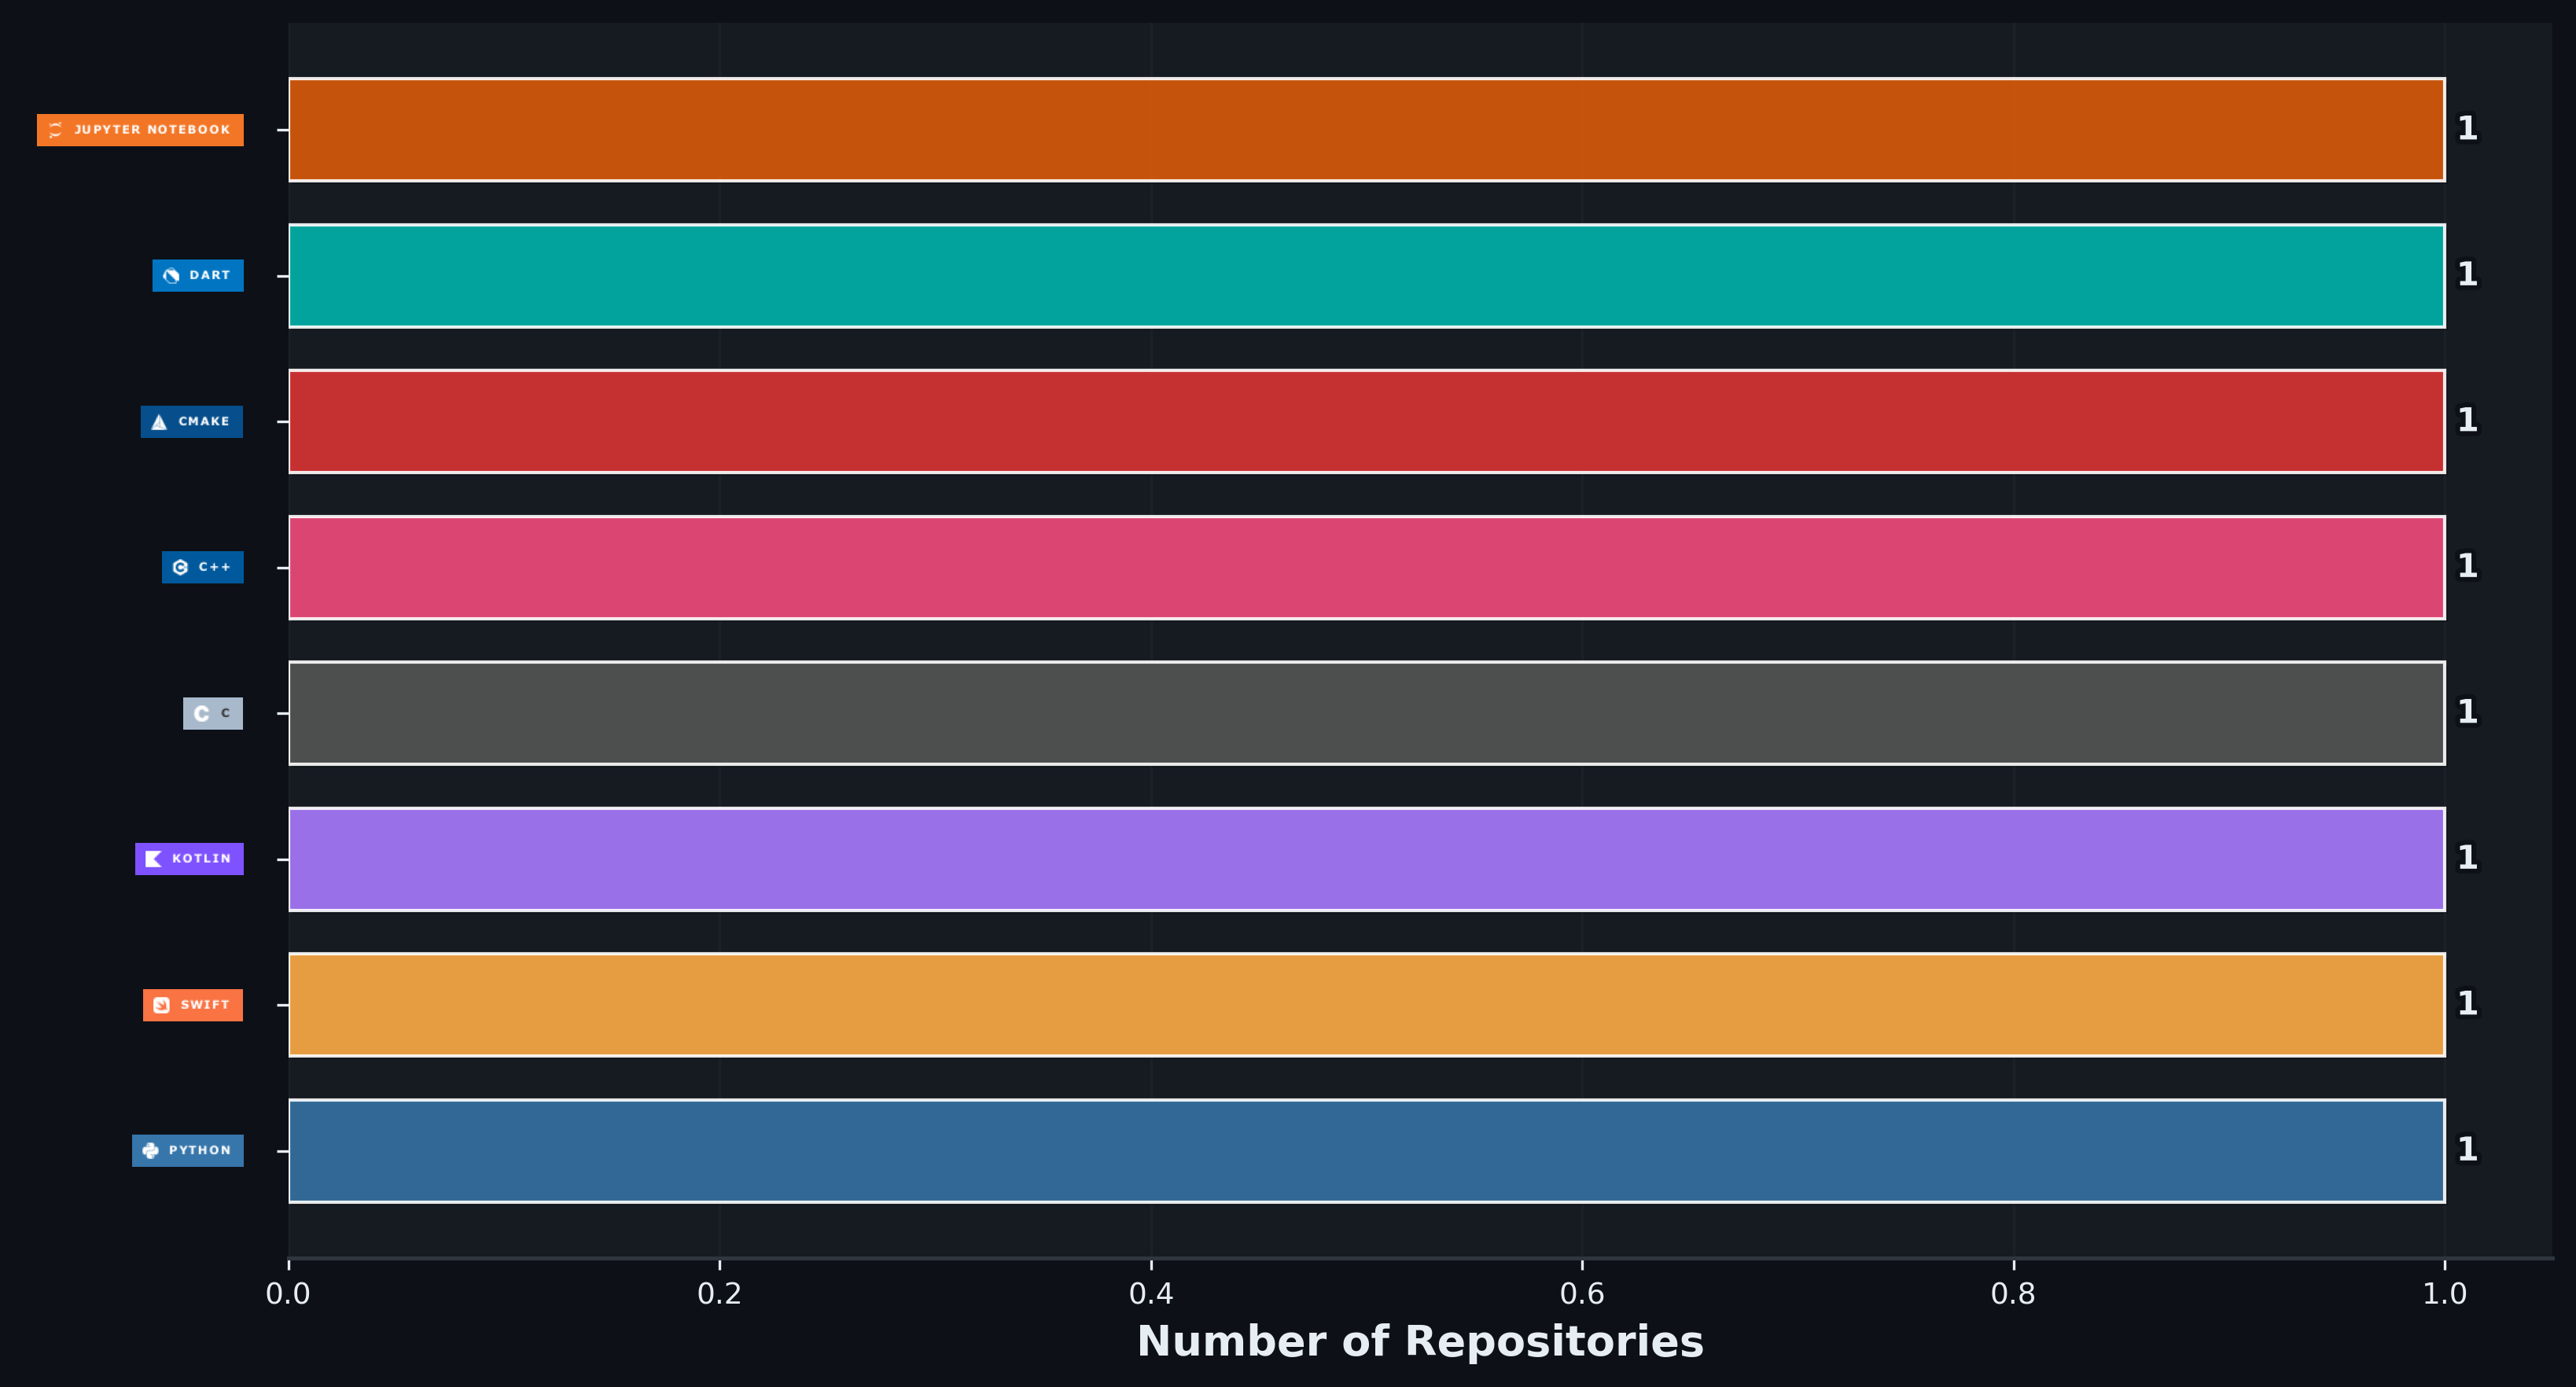 JUPYTER NOTEBOOK 1
DART 1
CMAKE 1
C++ 1
C 1
KOTLIN 1
SWIFT 1
PYTHON 1
0.0 0.2 0.4 0.6 0.8 1.0
Number of Repositories